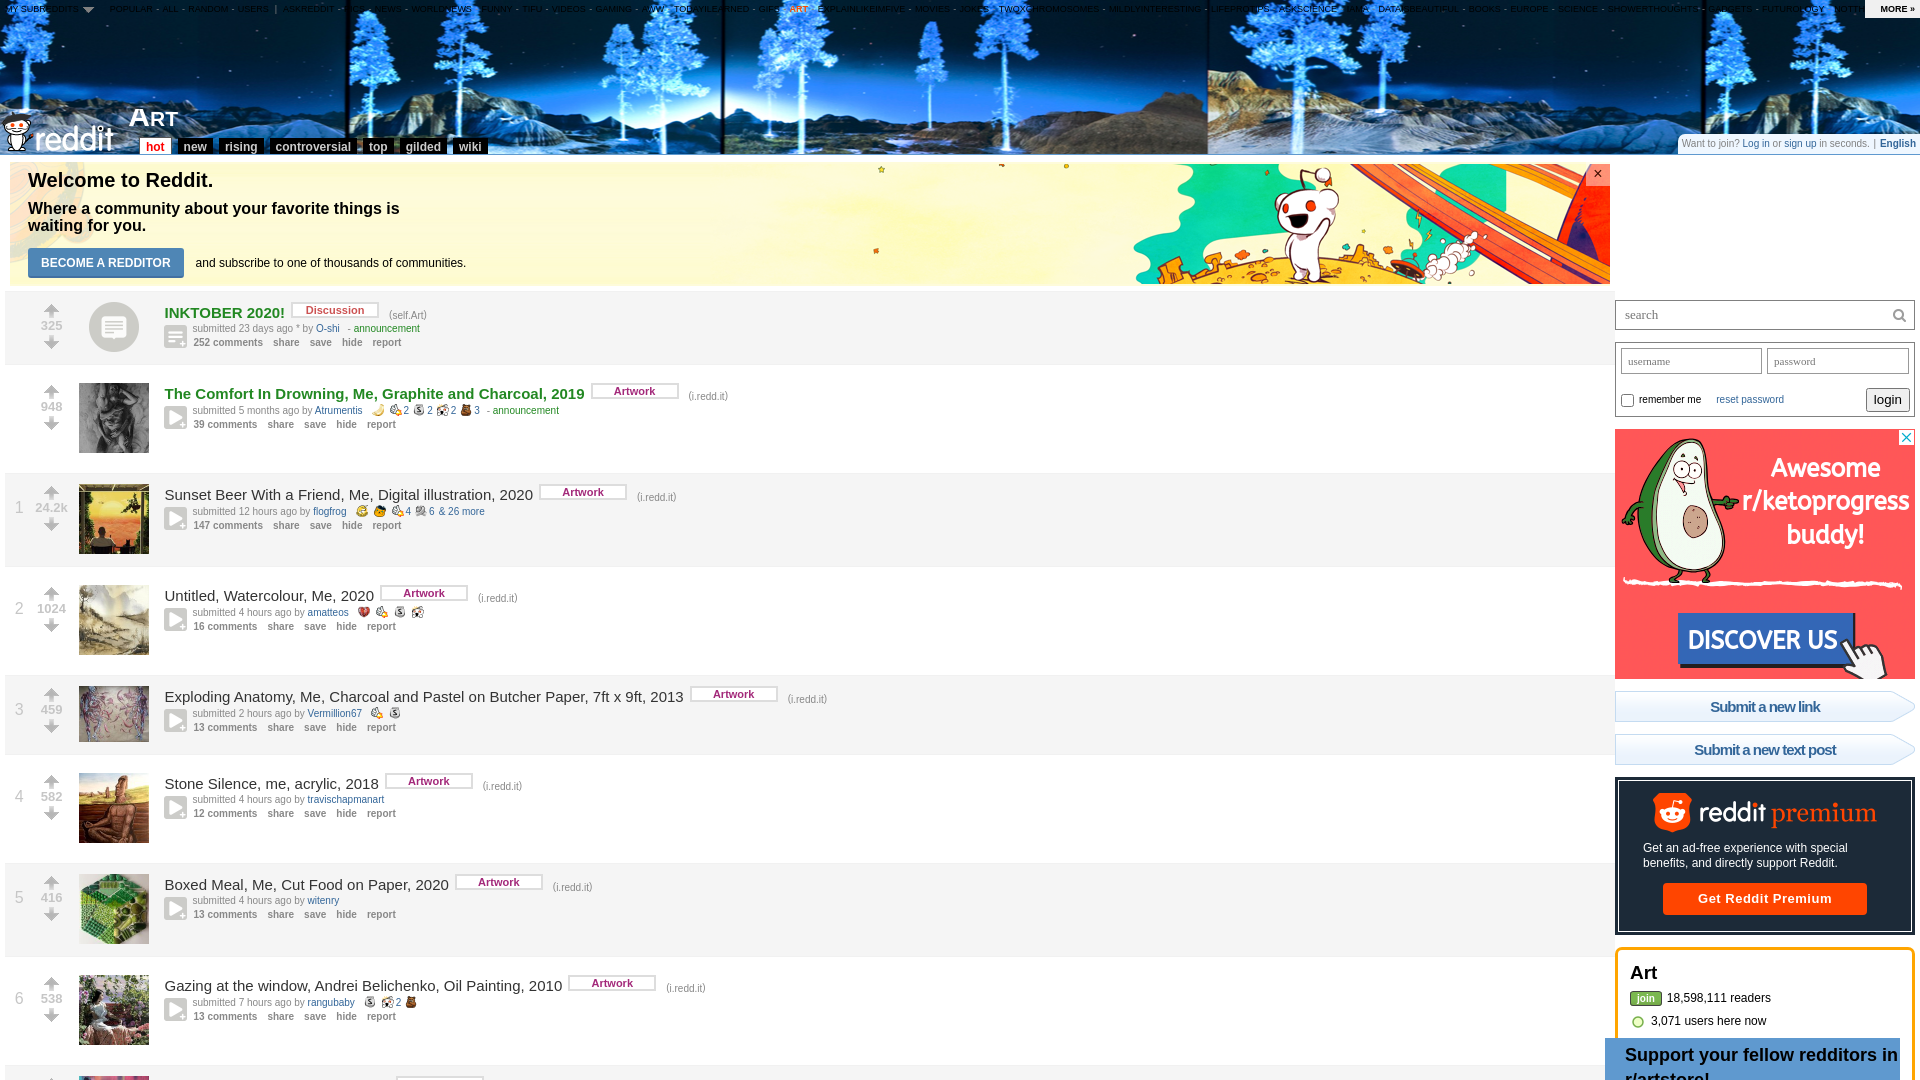 MY SUBREDDITS POPULAR - ALL - RANDOM - USERS | ASKREDDIT - PICS - NEWS - WORLDNEWS - FUNNY - TIFU - VIDEOS - GAMING - AWW - TODAYILEARNED - GIFS - ART - EXPLAINLIKEIMFIVE - MOVIES - JOKES - TWOXCHROMOSOMES - MILDLYINTERESTING - LIFEPROTIPS - ASKSCIENCE - IAMA - DATAISBEAUTIFUL - BOOKS - EUROPE - SCIENCE - SHOWERTHOUGHTS - GADGETS - FUTUROLOGY MORE »
reddit ART
hot new rising controversial top gilded wiki
Want to join? Log in or sign up in seconds. | English
Welcome to Reddit.
Where a community about your favorite things is
waiting for you.
BECOME A REDDITOR and subscribe to one of thousands of communities.
×
325
INKTOBER 2020! Discussion (self.Art)
submitted 23 days ago * by O-shi - announcement
252 comments share save hide report
948
The Comfort In Drowning, Me, Graphite and Charcoal, 2019 Artwork (i.redd.it)
submitted 5 months ago by Atrumentis 2 2 2 3 - announcement
39 comments share save hide report
1 24.2k
Sunset Beer With a Friend, Me, Digital illustration, 2020 Artwork (i.redd.it)
submitted 12 hours ago by flogfrog 4 6 & 26 more
147 comments share save hide report
2 1024
Untitled, Watercolour, Me, 2020 Artwork (i.redd.it)
submitted 4 hours ago by amatteos
16 comments share save hide report
3 459
Exploding Anatomy, Me, Charcoal and Pastel on Butcher Paper, 7ft x 9ft, 2013 Artwork (i.redd.it)
submitted 2 hours ago by Vermillion67
13 comments share save hide report
4 582
Stone Silence, me, acrylic, 2018 Artwork (i.redd.it)
submitted 4 hours ago by travischapmanart
12 comments share save hide report
5 416
Boxed Meal, Me, Cut Food on Paper, 2020 Artwork (i.redd.it)
submitted 4 hours ago by witenry
13 comments share save hide report
6 538
Gazing at the window, Andrei Belichenko, Oil Painting, 2010 Artwork (i.redd.it)
submitted 7 hours ago by rangubaby 2
13 comments share save hide report
search
username password
remember me reset password login
Awesome
r/ketoprogress
buddy!
DISCOVER US
Submit a new link
Submit a new text post
reddit premium
Get an ad-free experience with special
benefits, and directly support Reddit.
Get Reddit Premium
Art
join 18,598,111 readers
3,071 users here now
Support your fellow redditors in
r/artstore!